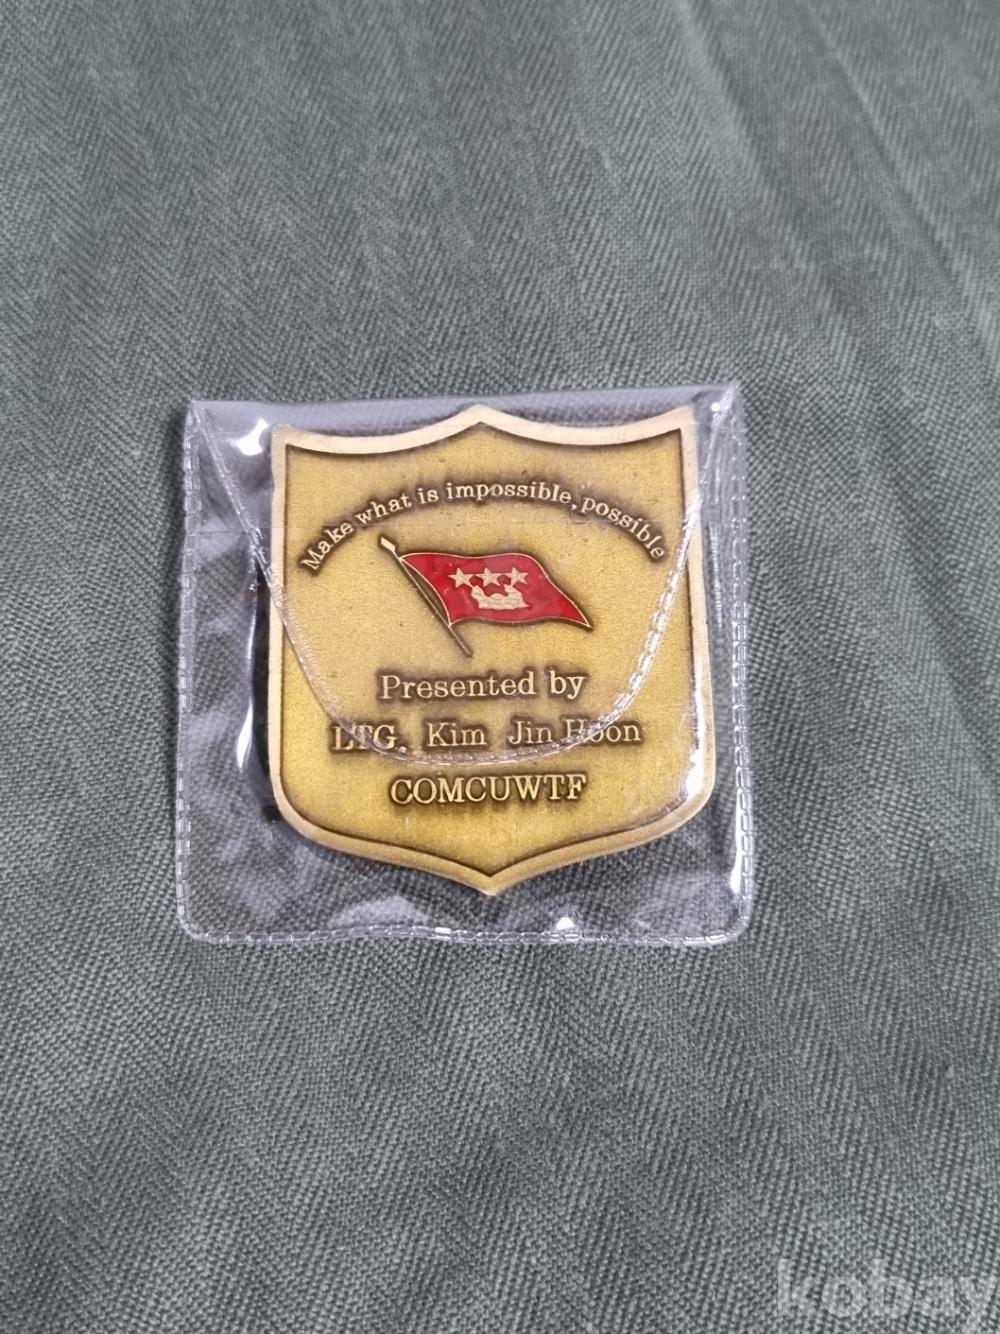 Make what is impossible, possible
Presented by
LTG. Kim Jin Hoon
COMCUWTF
kobay